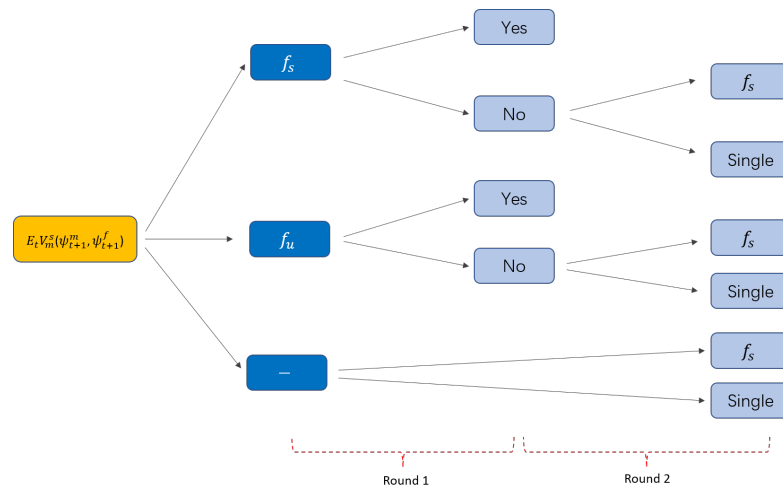 Yes
f_s
f_s
No
Single
Yes
E_t V_m^s(ψ_{t+1}^m, ψ_{t+1}^f)
f_u
f_s
No
Single
f_s
−
Single
Round 1
Round 2